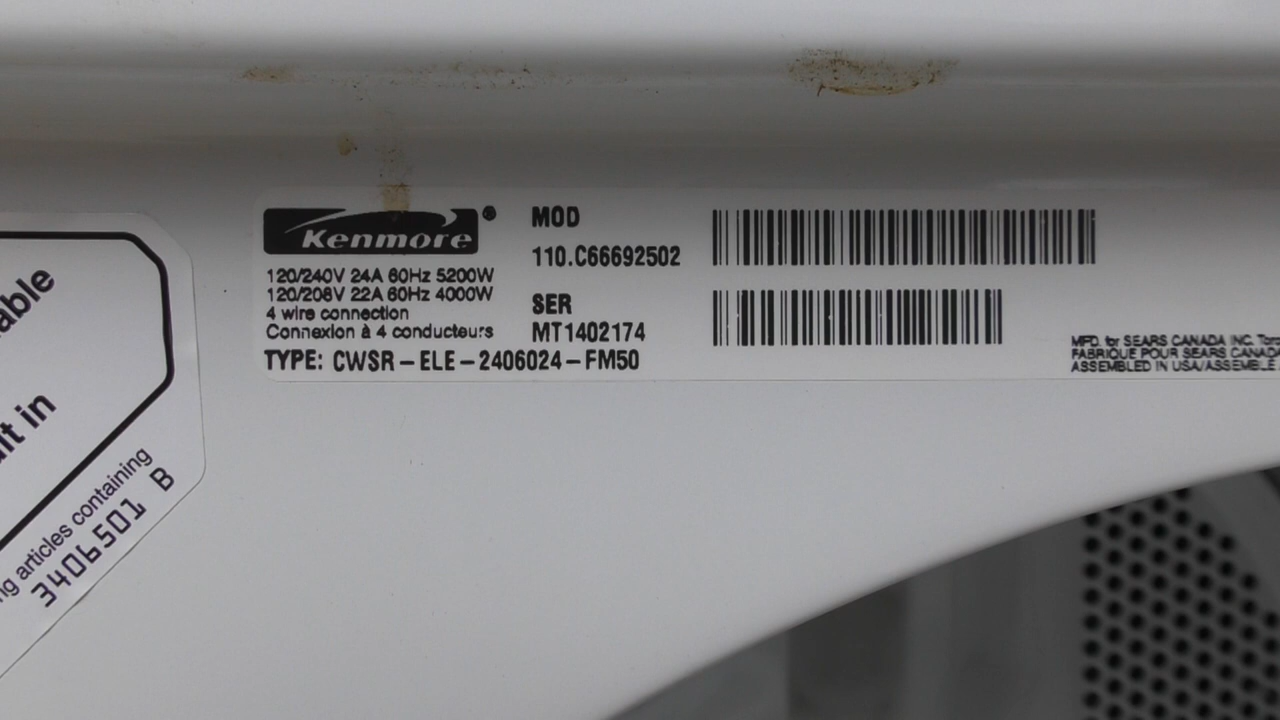 able
lt in
ng articles containing
3406501 B
Kenmore®
120/240V 24A 60Hz 5200W
120/208V 22A 60Hz 4000W
4 wire connection
Connexion à 4 conducteurs
TYPE: CWSR-ELE-2406024-FM50
MOD
110.C66692502
SER
MT1402174
MFD. for SEARS CANADA INC.
FABRIQUE POUR SEARS CANADA
ASSEMBLED IN USA/ASSEMBLE